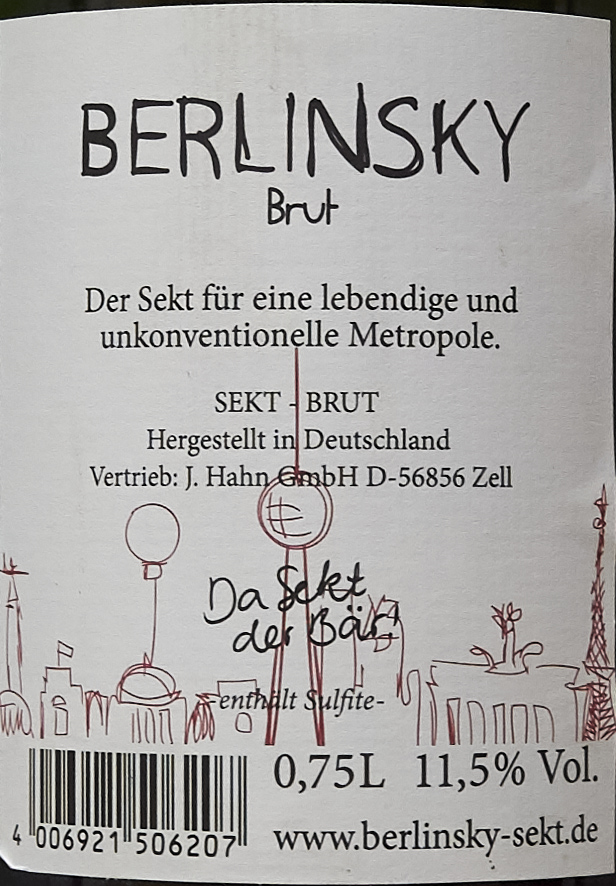 BERLINSKY
Brut
Der Sekt für eine lebendige und
unkonventionelle Metropole.
SEKT - BRUT
Hergestellt in Deutschland
Vertrieb: J. Hahn GmbH D-56856 Zell
Da Sekt
der Bär!
-enthält Sulfite-
0,75L 11,5% Vol.
4 006921 506207
www.berlinsky-sekt.de